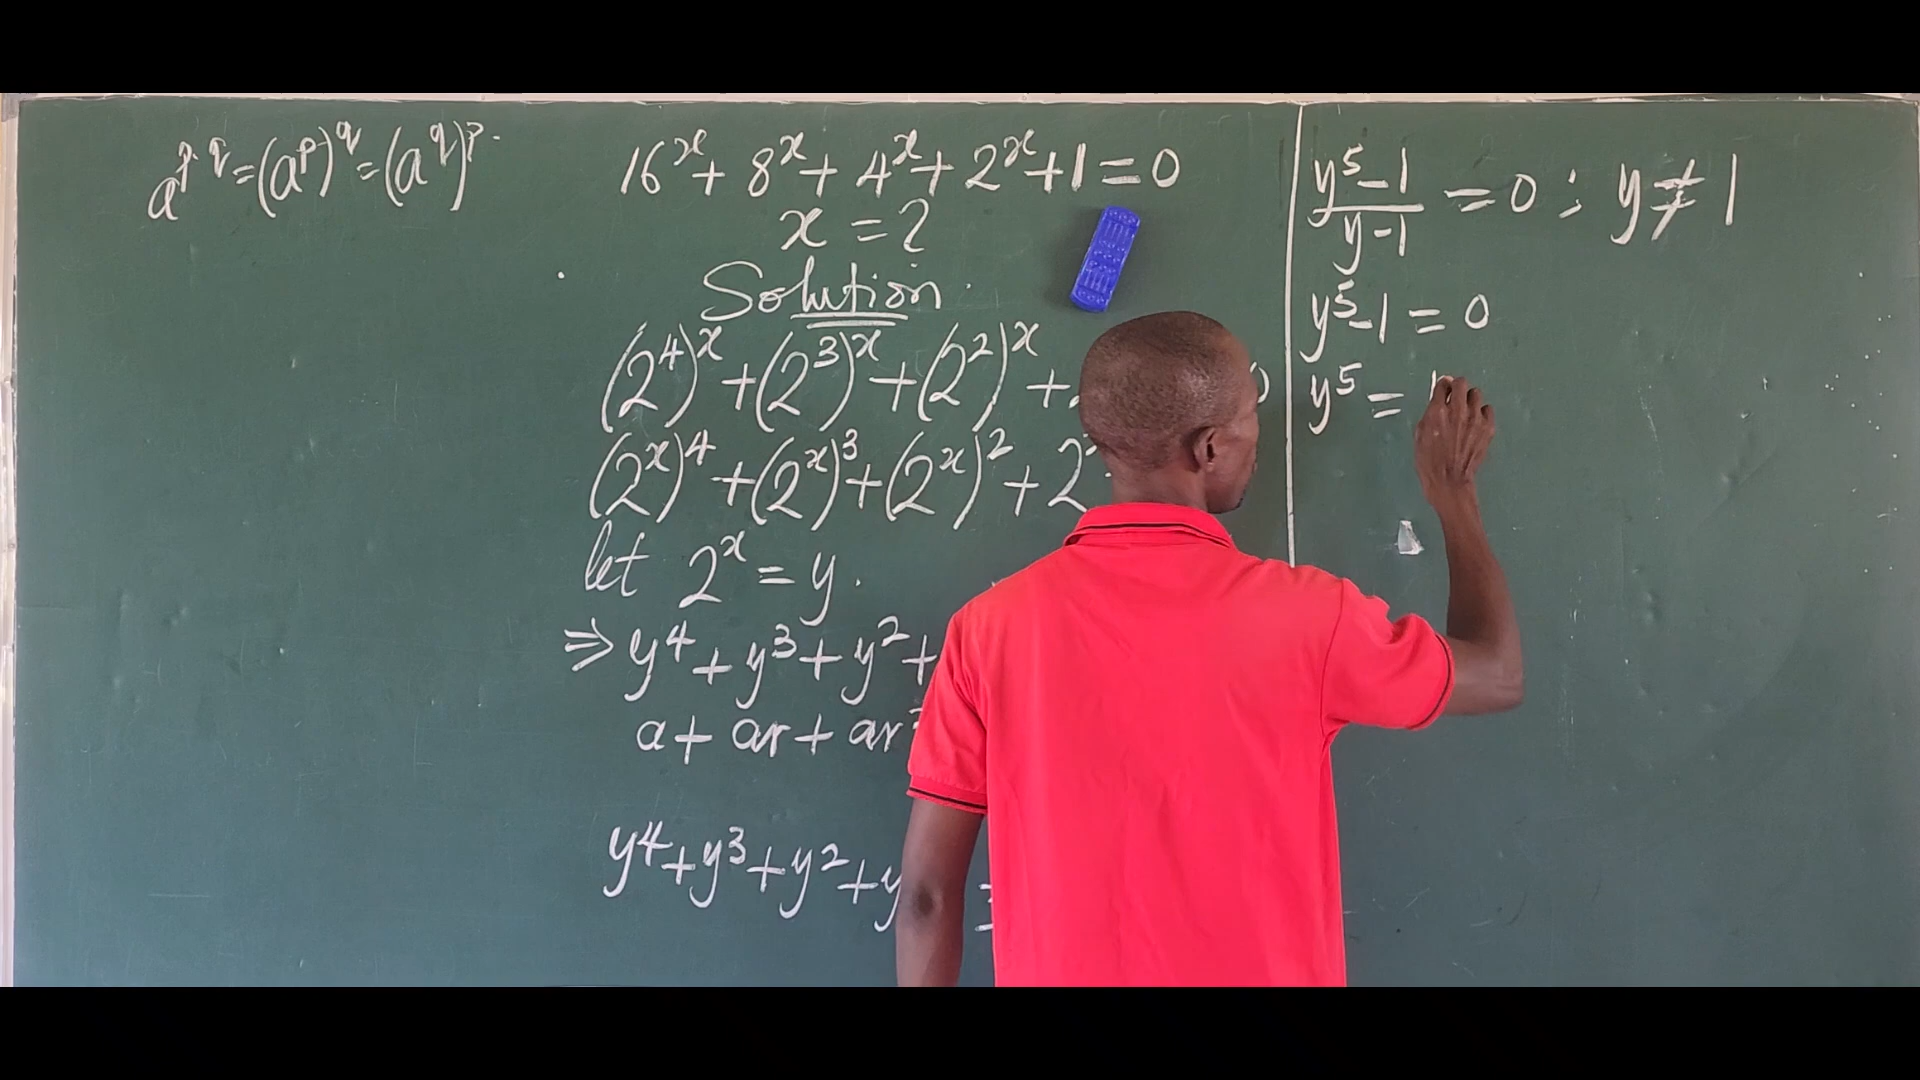 a^{p·q} = (a^p)^q = (a^q)^p.
16^x + 8^x + 4^x + 2^x + 1 = 0
x = ?
Solution.
(2^4)^x + (2^3)^x + (2^2)^x +
(2^x)^4 + (2^x)^3 + (2^x)^2 + 2
let 2^x = y.
⇒ y^4 + y^3 + y^2 +
a + ar + ar
y^4 + y^3 + y^2 + y
(y^5 - 1)/(y - 1) = 0 ; y ≠ 1
y^5 - 1 = 0
y^5 =